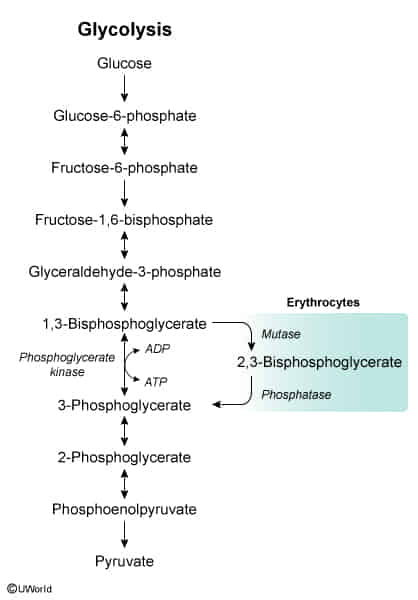 Glycolysis
Glucose
Glucose-6-phosphate
Fructose-6-phosphate
Fructose-1,6-bisphosphate
Glyceraldehyde-3-phosphate
Erythrocytes
1,3-Bisphosphoglycerate
Mutase
ADP
Phosphoglycerate
kinase
2,3-Bisphosphoglycerate
ATP
Phosphatase
3-Phosphoglycerate
2-Phosphoglycerate
Phosphoenolpyruvate
Pyruvate
©UWorld